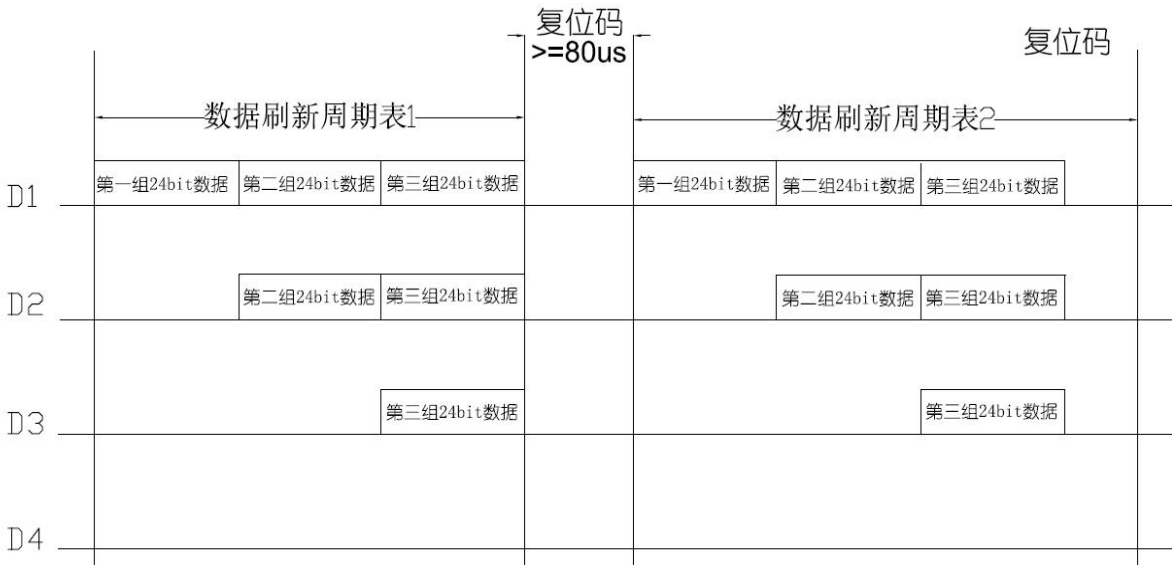 复位码
>=80us
复位码
数据刷新周期表1
数据刷新周期表2
D1
第一组24bit数据
第二组24bit数据
第三组24bit数据
第一组24bit数据
第二组24bit数据
第三组24bit数据
D2
第二组24bit数据
第三组24bit数据
第二组24bit数据
第三组24bit数据
D3
第三组24bit数据
第三组24bit数据
D4